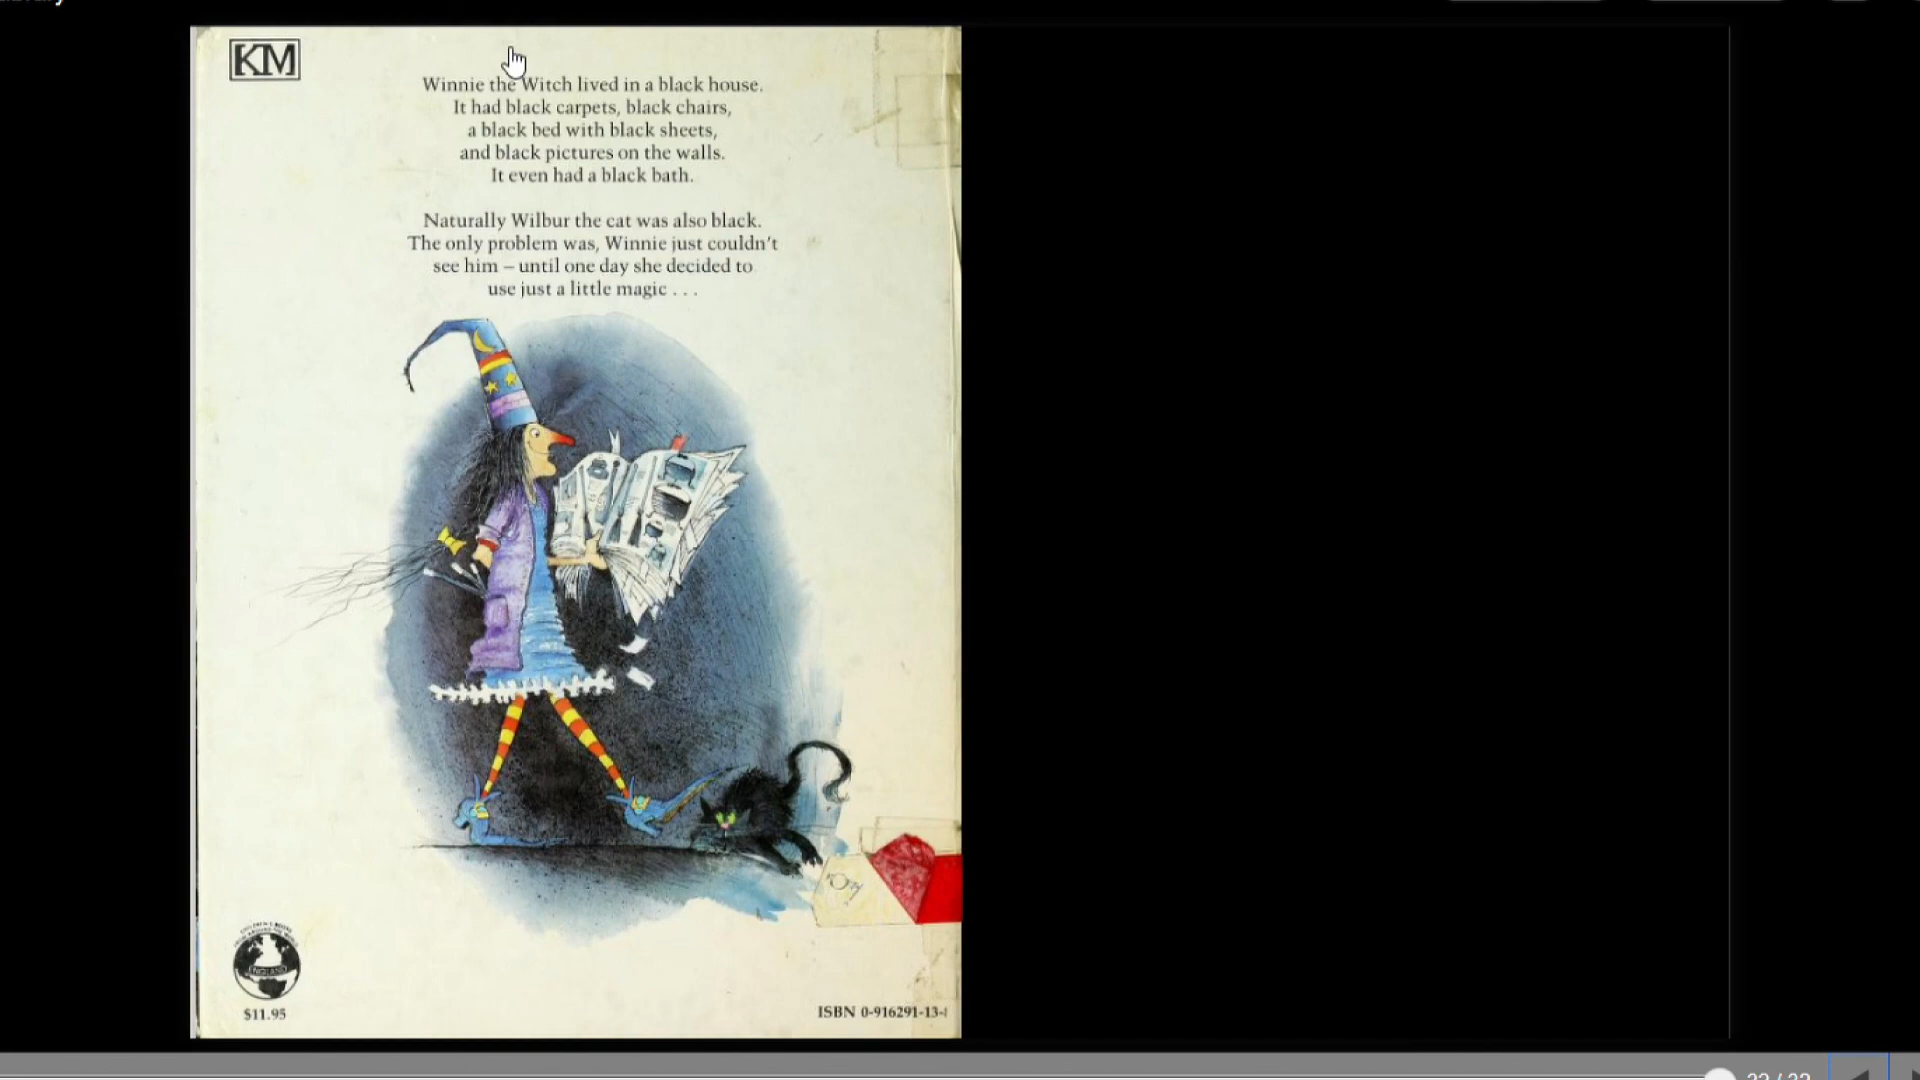 KM
Winnie the Witch lived in a black house.
It had black carpets, black chairs,
a black bed with black sheets,
and black pictures on the walls.
It even had a black bath.
Naturally Wilbur the cat was also black.
The only problem was, Winnie just couldn't
see him – until one day she decided to
use just a little magic . . .
ENGLAND
$11.95
ISBN 0-916291-13-